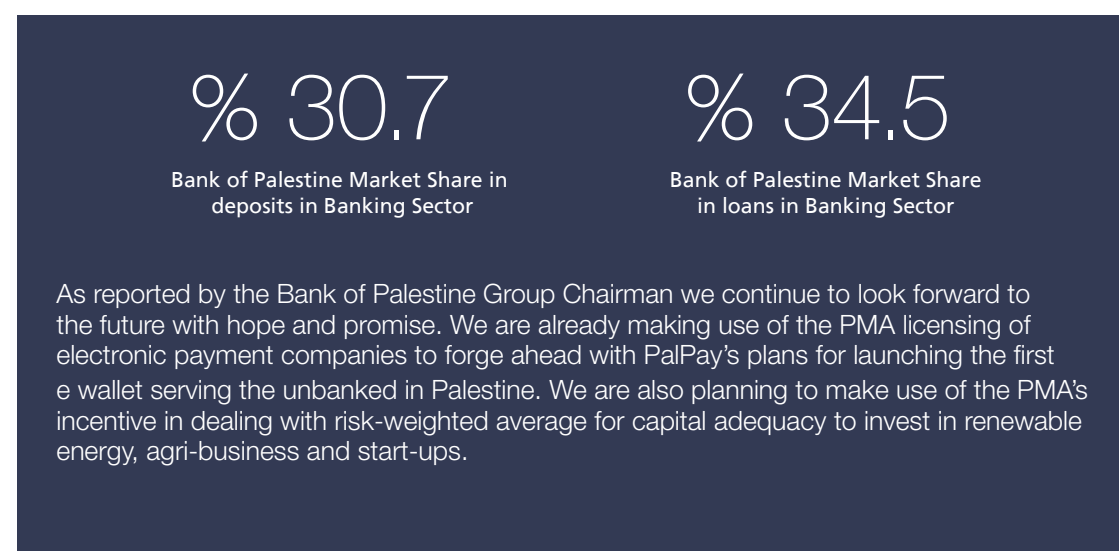 % 30.7
Bank of Palestine Market Share in
deposits in Banking Sector
% 34.5
Bank of Palestine Market Share
in loans in Banking Sector
As reported by the Bank of Palestine Group Chairman we continue to look forward to
the future with hope and promise. We are already making use of the PMA licensing of
electronic payment companies to forge ahead with PalPay's plans for launching the first
e wallet serving the unbanked in Palestine. We are also planning to make use of the PMA's
incentive in dealing with risk-weighted average for capital adequacy to invest in renewable
energy, agri-business and start-ups.